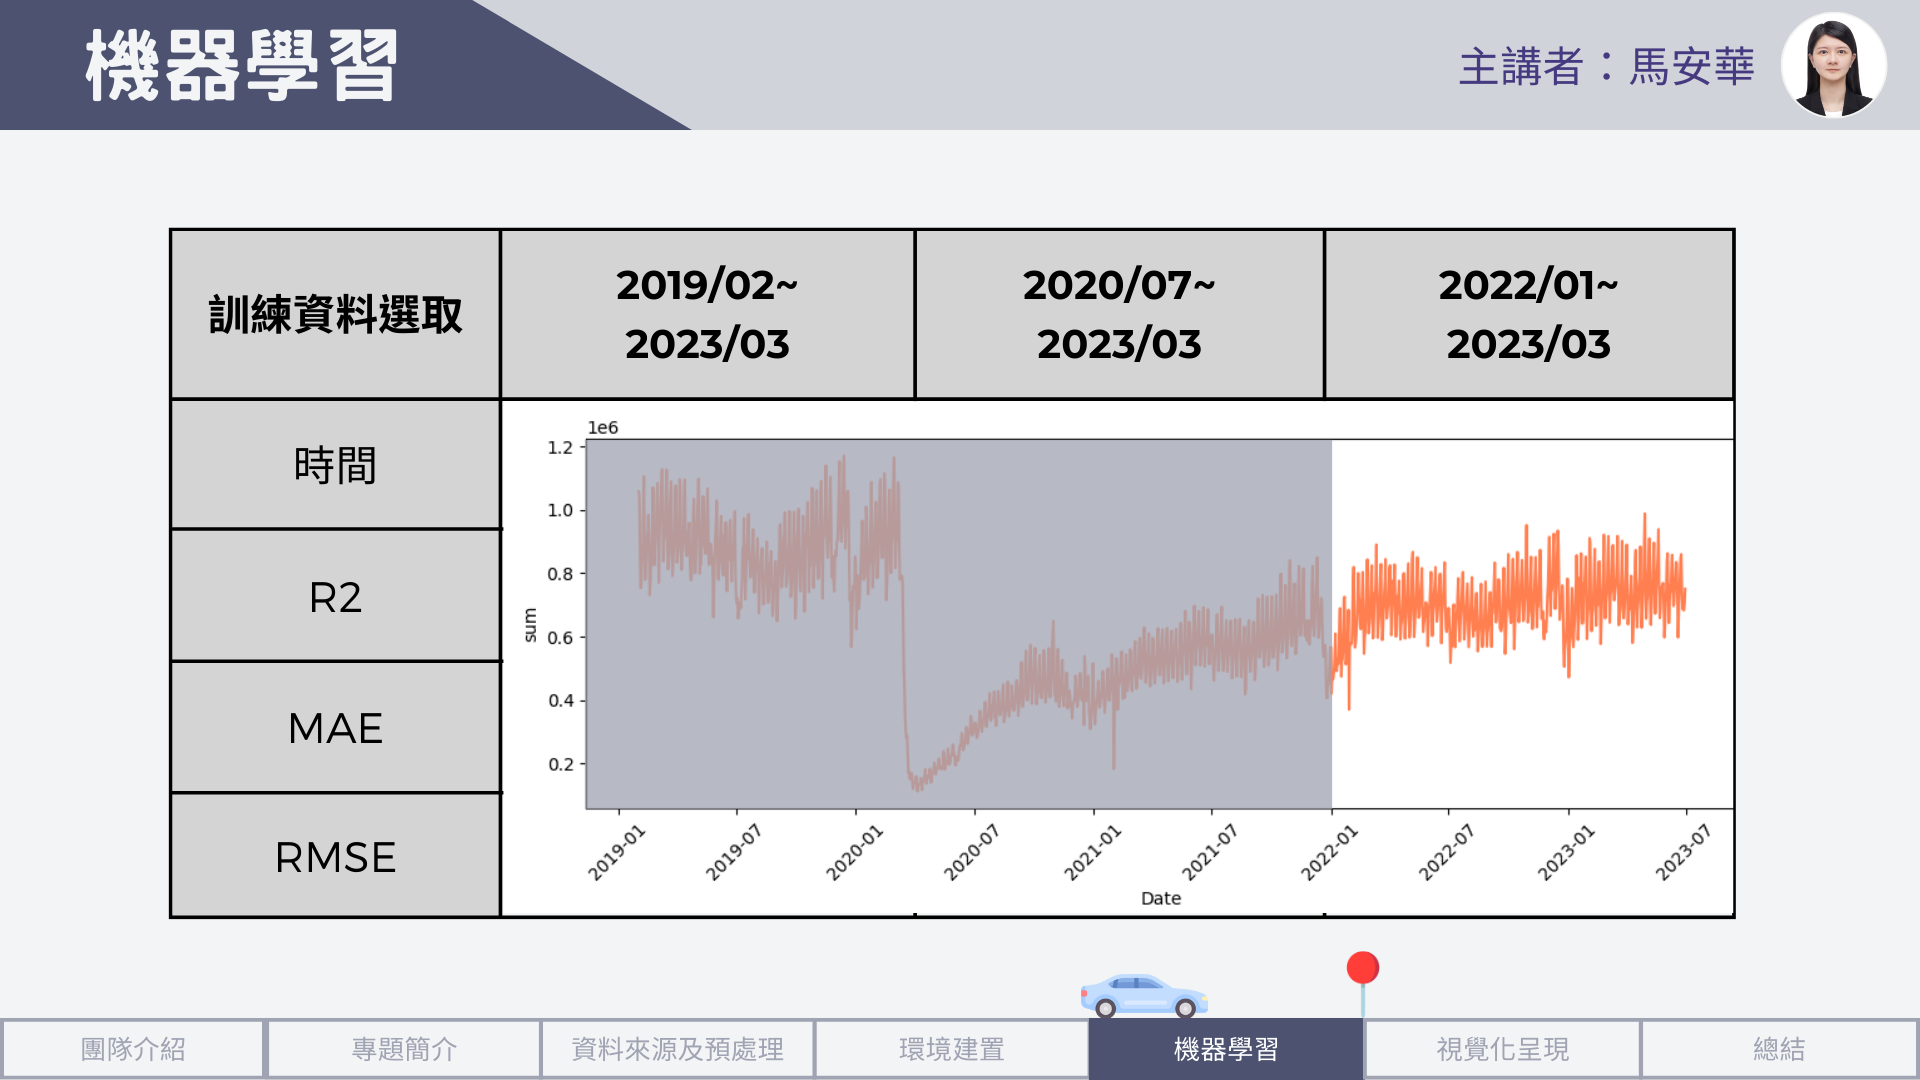 機器學習
主講者：馬安華
訓練資料選取
2019/02~
2023/03
2020/07~
2023/03
2022/01~
2023/03
時間
R2
MAE
RMSE
1e6
1.2
1.0
0.8
0.6
0.4
0.2
sum
2019-01
2019-07
2020-01
2020-07
2021-01
2021-07
2022-01
2022-07
2023-01
2023-07
Date
團隊介紹
專題簡介
資料來源及預處理
環境建置
機器學習
視覺化呈現
總結